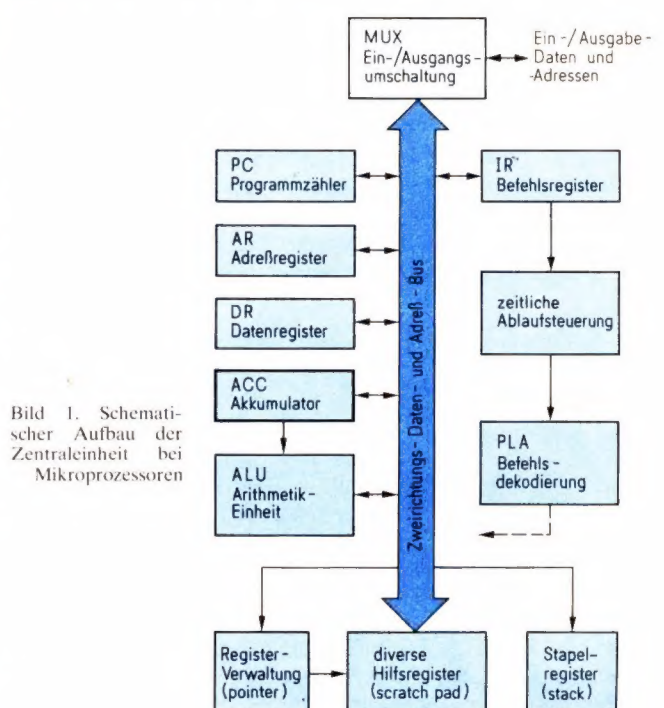 MUX
Ein-/Ausgangs-
umschaltung
Ein-/Ausgabe-
Daten und
-Adressen
PC
Programmzähler
IR
Befehlsregister
AR
Adreßregister
zeitliche
Ablaufsteuerung
DR
Datenregister
ACC
Akkumulator
PLA
Befehls-
dekodierung
ALU
Arithmetik-
Einheit
Zweirichtungs-Daten-und Adreß-Bus
Bild 1. Schemati-
scher Aufbau der
Zentraleinheit bei
Mikroprozessoren
Register-
Verwaltung
(pointer)
diverse
Hilfsregister
(scratch pad)
Stapel-
register
(stack)